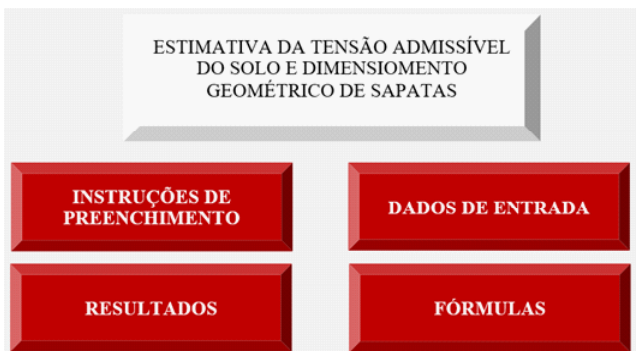 ESTIMATIVA DA TENSÃO ADMISSÍVEL
DO SOLO E DIMENSIOMENTO
GEOMÉTRICO DE SAPATAS
INSTRUÇÕES DE
PREENCHIMENTO
DADOS DE ENTRADA
RESULTADOS
FÓRMULAS